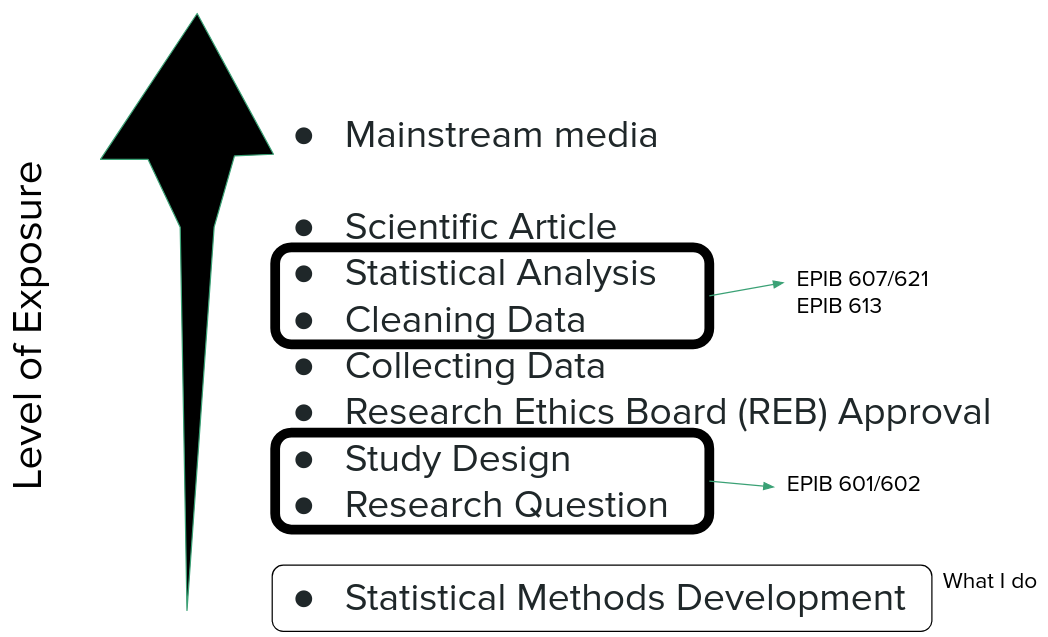 Level of Exposure
● Mainstream media
● Scientific Article
● Statistical Analysis
● Cleaning Data
EPIB 607/621
EPIB 613
● Collecting Data
● Research Ethics Board (REB) Approval
● Study Design
● Research Question
EPIB 601/602
● Statistical Methods Development
What I do